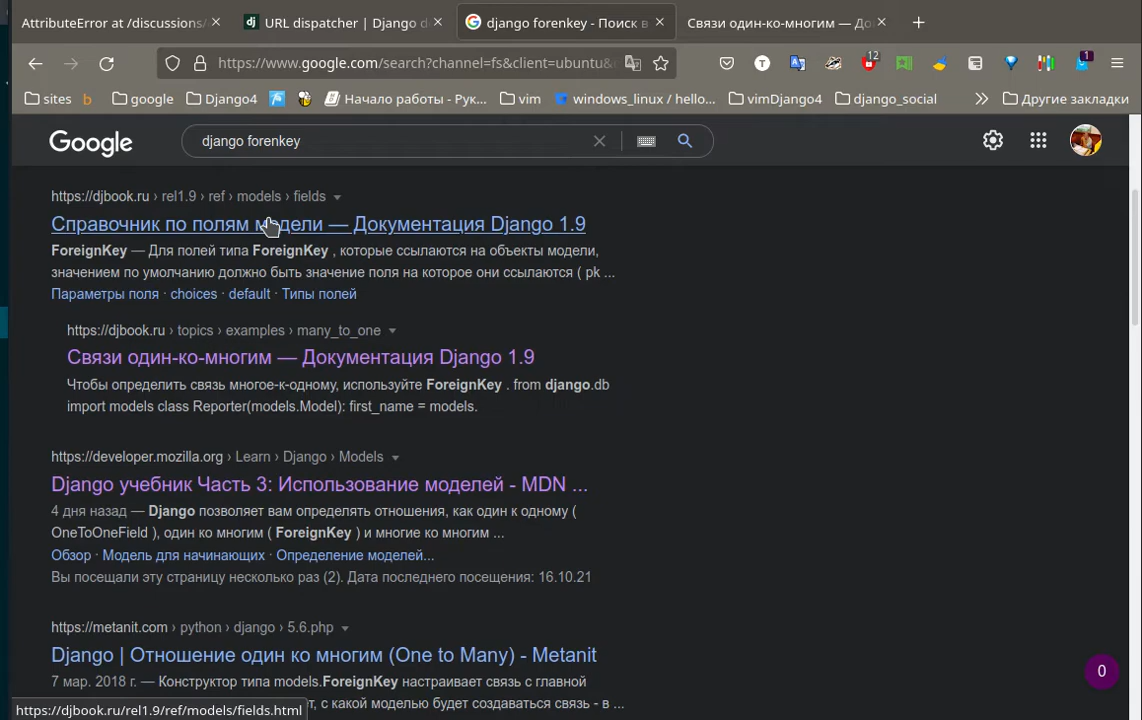 AttributeError at /discussions/
URL dispatcher | Django d
django forenkey - Поиск в
Связи один-ко-многим — До
https://www.google.com/search?channel=fs&client=ubuntu&
12
1
sites
google
Django4
Начало работы - Рук...
vim
windows_linux / hello...
vimDjango4
django_social
Другие закладки
Google
django forenkey
https://djbook.ru › rel1.9 › ref › models › fields
Справочник по полям модели — Документация Django 1.9
ForeignKey — Для полей типа ForeignKey , которые ссылаются на объекты модели,
значением по умолчанию должно быть значение поля на которое они ссылаются ( pk ...
Параметры поля · choices · default · Типы полей
https://djbook.ru › topics › examples › many_to_one
Связи один-ко-многим — Документация Django 1.9
Чтобы определить связь многое-к-одному, используйте ForeignKey . from django.db
import models class Reporter(models.Model): first_name = models.
https://developer.mozilla.org › Learn › Django › Models
Django учебник Часть 3: Использование моделей - MDN ...
4 дня назад — Django позволяет вам определять отношения, как один к одному (
OneToOneField ), один ко многим ( ForeignKey ) и многие ко многим ...
Обзор · Модель для начинающих · Определение моделей...
Вы посещали эту страницу несколько раз (2). Дата последнего посещения: 16.10.21
https://metanit.com › python › django › 5.6.php
Django | Отношение один ко многим (One to Many) - Metanit
7 мар. 2018 г. — Конструктор типа models.ForeignKey настраивает связь с главной
т, с какой моделью будет создаваться связь - в ...
0
https://djbook.ru/rel1.9/ref/models/fields.html